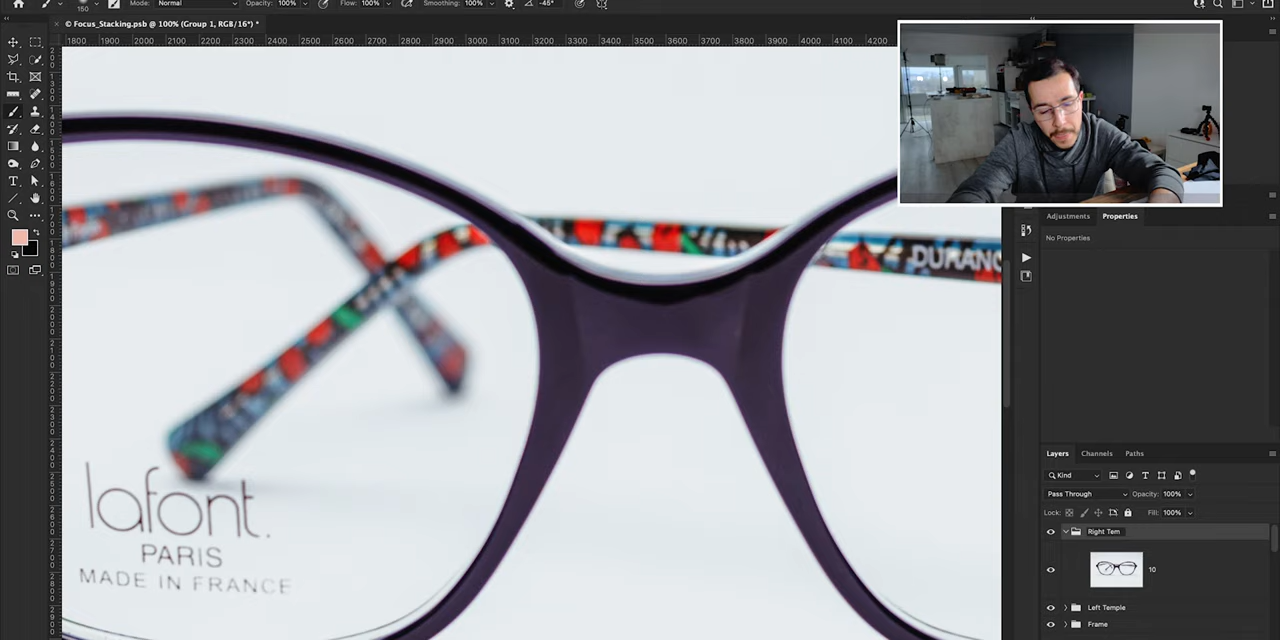 150
Mode: Normal
Opacity: 100%
Flow: 100%
Smoothing: 100%
-45°
© Focus_Stacking.psb @ 100% (Group 1, RGB/16*) *
1800 1900 2000 2100 2200 2300 2400 2500 2600 2700 2800 2900 3000 3100 3200 3300 3400 3500 3600 3700 3800 3900 4000 4100 4200
DURANC
lafont.
PARIS
MADE IN FRANCE
Adjustments Properties
No Properties
Layers Channels Paths
Kind
Pass Through Opacity: 100%
Lock: Fill: 100%
Right Tem
10
Left Temple
Frame